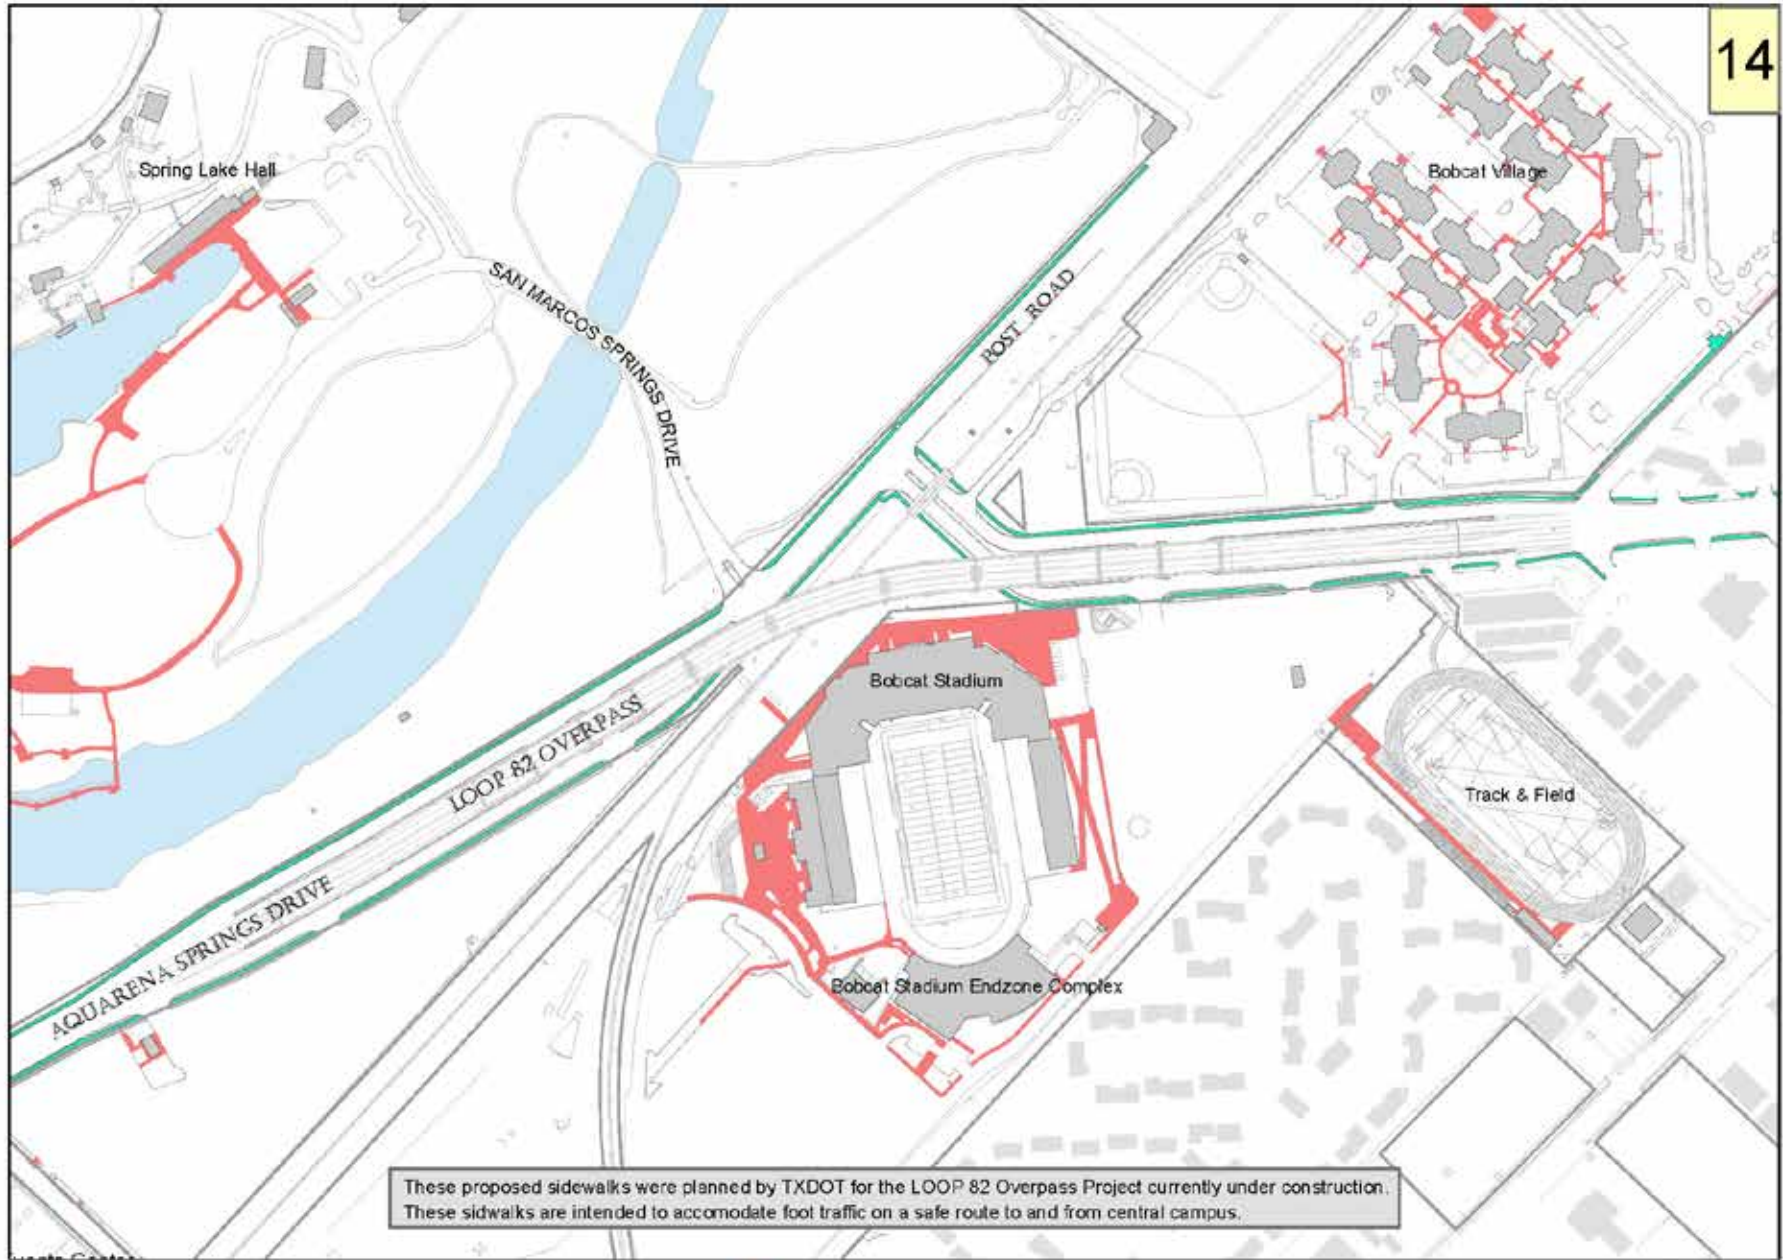 14
Spring Lake Hall
Bobcat Village
SAN MARCOS SPRINGS DRIVE
POST ROAD
Bobcat Stadium
LOOP 82 OVERPASS
Track & Field
AQUARENA SPRINGS DRIVE
Bobcat Stadium Endzone Complex
These proposed sidewalks were planned by TXDOT for the LOOP 82 Overpass Project currently under construction.
These sidwalks are intended to accomodate foot traffic on a safe route to and from central campus.